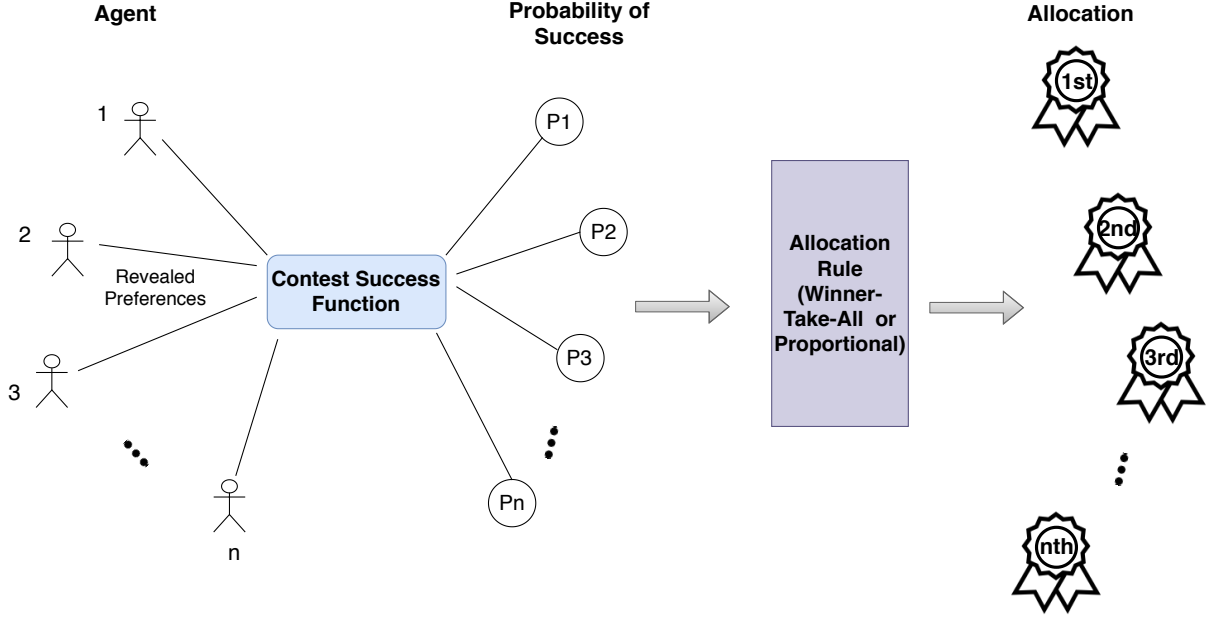 Agent
Probability of
Success
Allocation
1
2
3
n
Revealed
Preferences
Contest Success
Function
P1
P2
P3
Pn
Allocation
Rule
(Winner-
Take-All or
Proportional)
1st
2nd
3rd
nth